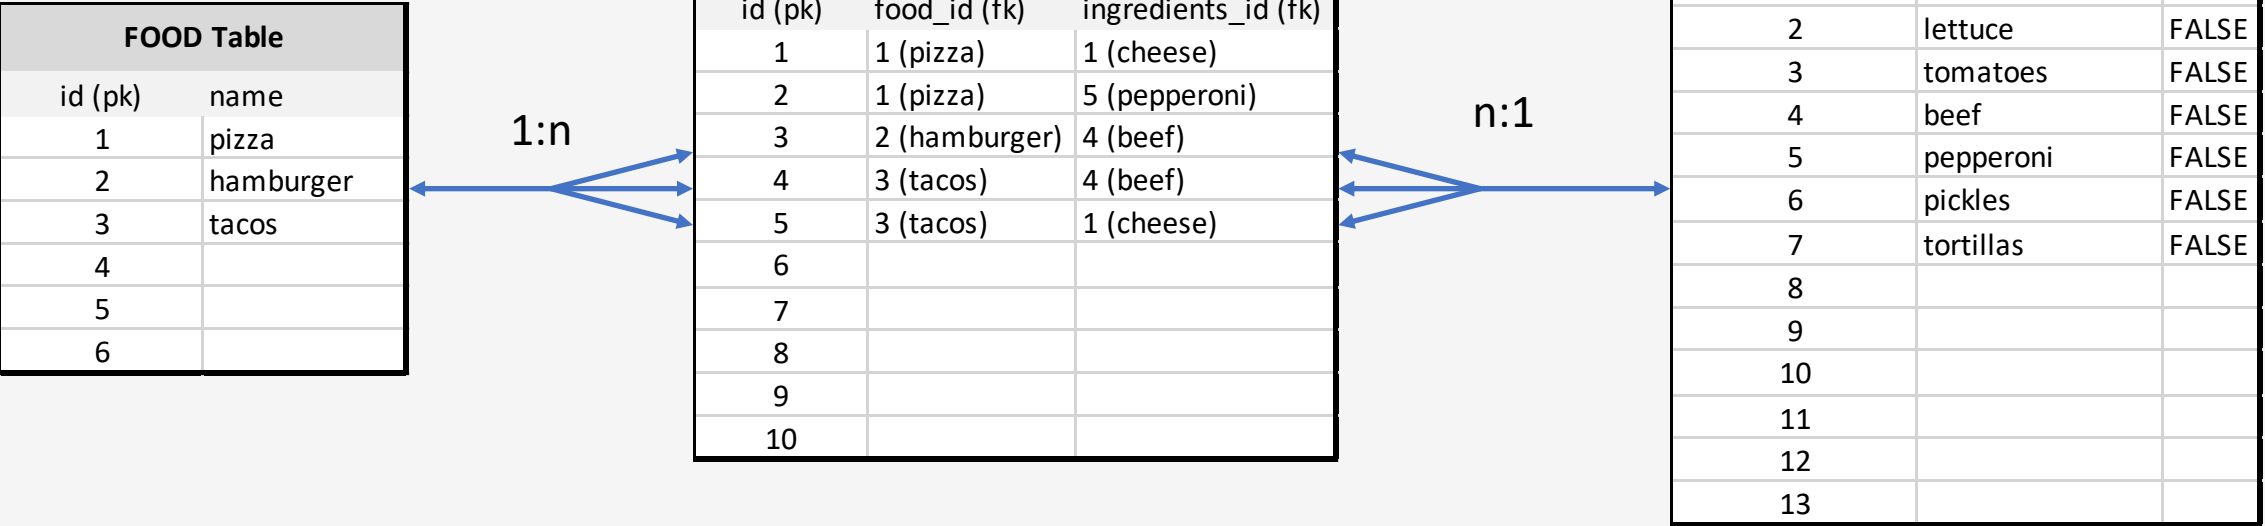 FOOD Table
id (pk) name
1 pizza
2 hamburger
3 tacos
4
5
6
1:n
id (pk) food_id (fk) ingredients_id (fk)
1 1 (pizza) 1 (cheese)
2 1 (pizza) 5 (pepperoni)
3 2 (hamburger) 4 (beef)
4 3 (tacos) 4 (beef)
5 3 (tacos) 1 (cheese)
6
7
8
9
10
n:1
2 lettuce FALSE
3 tomatoes FALSE
4 beef FALSE
5 pepperoni FALSE
6 pickles FALSE
7 tortillas FALSE
8
9
10
11
12
13